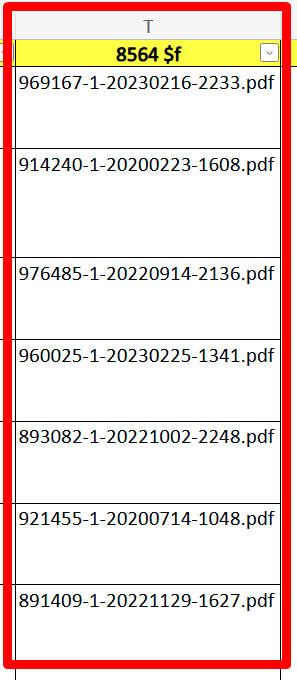 T
8564 $f
969167-1-20230216-2233.pdf
914240-1-20200223-1608.pdf
976485-1-20220914-2136.pdf
960025-1-20230225-1341.pdf
893082-1-20221002-2248.pdf
921455-1-20200714-1048.pdf
891409-1-20221129-1627.pdf